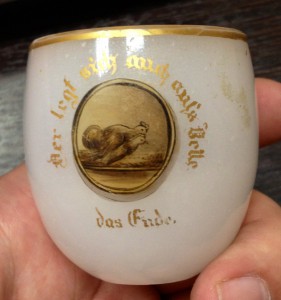 Der legt sich auch aufs Bette
das Ende.